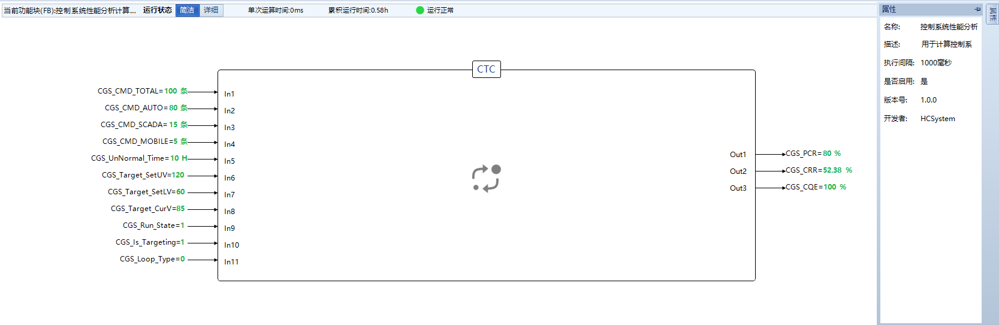 当前功能块(FB):控制系统性能分析计算... 运行状态 简洁 详细 单次运算时间:0ms 累积运行时间:0.58h 运行正常
属性
属性
名称: 控制系统性能分析
描述: 用于计算控制系
执行间隔: 1000毫秒
是否启用: 是
版本号: 1.0.0
开发者: HCSystem
CTC
CGS_CMD_TOTAL=100 条 In1
CGS_CMD_AUTO=80 条 In2
CGS_CMD_SCADA=15 条 In3
CGS_CMD_MOBILE=5 条 In4
CGS_UnNormal_Time=10 H In5
CGS_Target_SetUV=120 In6
CGS_Target_SetLV=60 In7
CGS_Target_CurV=85 In8
CGS_Run_State=1 In9
CGS_Is_Targeting=1 In10
CGS_Loop_Type=0 In11
Out1 CGS_PCR=80 %
Out2 CGS_CRR=52.38 %
Out3 CGS_CQE=100 %